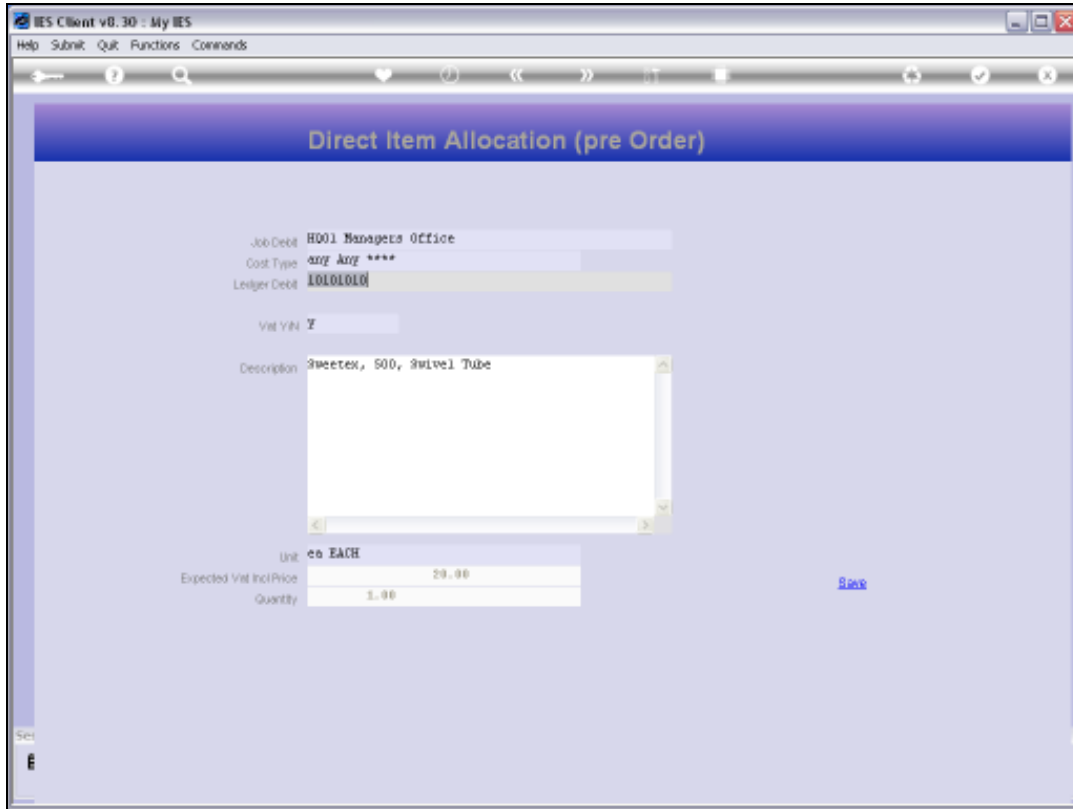 IES Client v8.30 : My IES
Help Submit Quit Functions Commands
Direct Item Allocation (pre Order)
Job Debit H001 Managers Office
Cost Type any Any ****
Ledger Debit 10101010
Vat Y/N Y
Description Sweetex, 500, Swivel Tube
Unit ea EACH
Expected Vat Incl Price 20.00
Save
Quantity 1.00